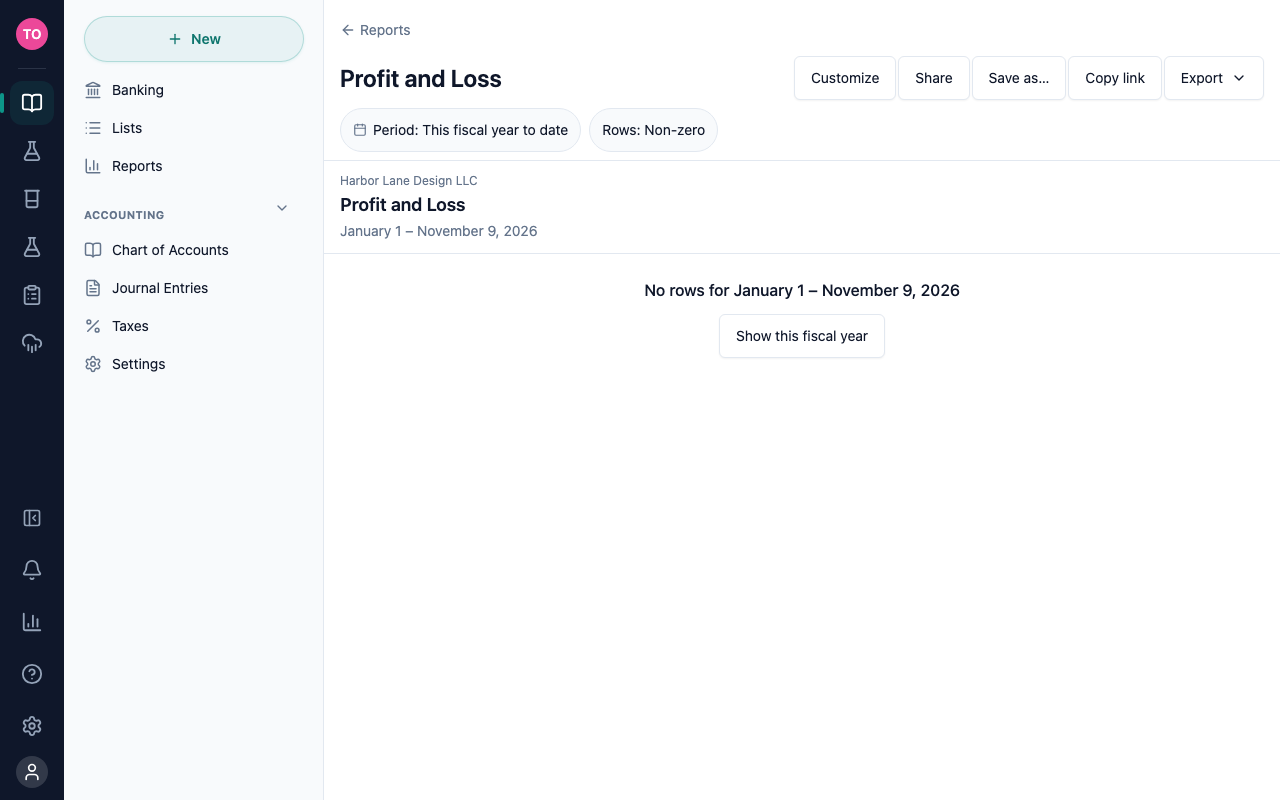 TO
New
Banking
Lists
Reports
ACCOUNTING
Chart of Accounts
Journal Entries
Taxes
Settings
Reports
Profit and Loss
Customize
Share
Save as...
Copy link
Export
Period: This fiscal year to date
Rows: Non-zero
Harbor Lane Design LLC
Profit and Loss
January 1 – November 9, 2026
No rows for January 1 – November 9, 2026
Show this fiscal year